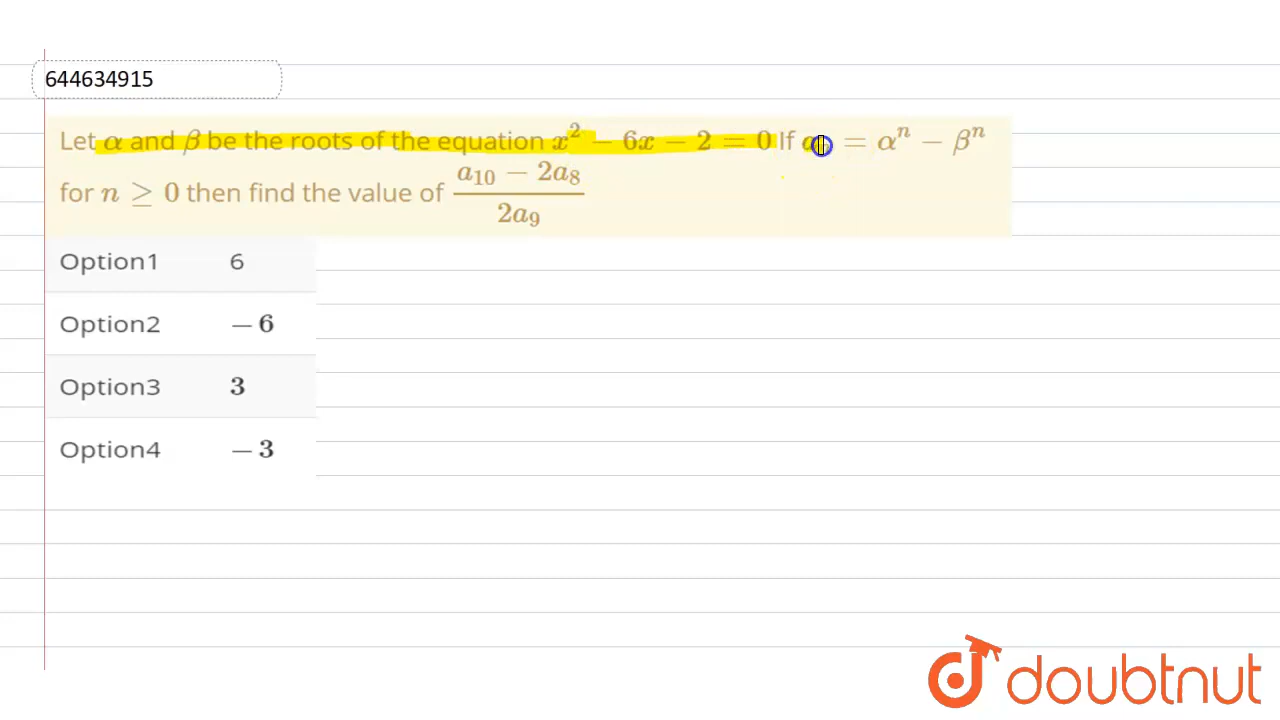 644634915
Let α and β be the roots of the equation x² − 6x − 2 = 0 If aₙ = αⁿ − βⁿ
for n ≥ 0 then find the value of (a₁₀ − 2a₈)/(2a₉)
Option1 6
Option2 − 6
Option3 3
Option4 − 3
doubtnut